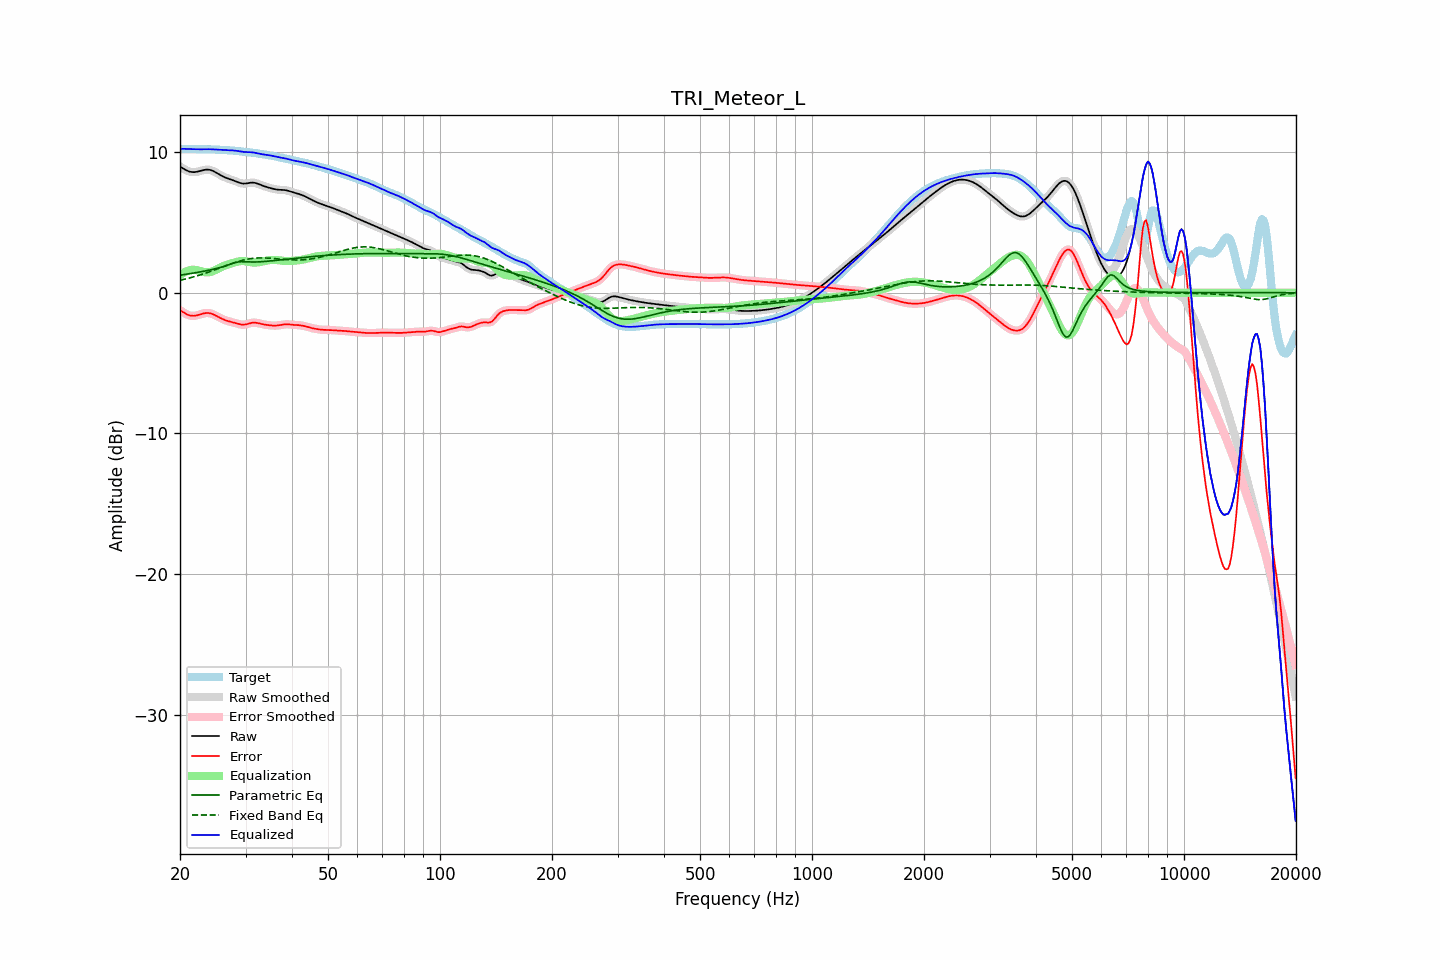 TRI_Meteor_L
10
0
−10
−20
−30
Amplitude (dBr)
Target
Raw Smoothed
Error Smoothed
Raw
Error
Equalization
Parametric Eq
Fixed Band Eq
Equalized
20 50 100 200 500 1000 2000 5000 10000 20000
Frequency (Hz)